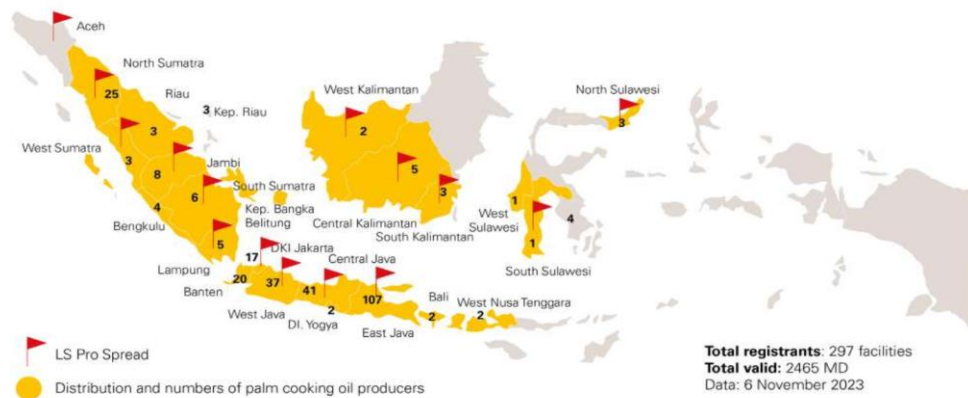 Aceh
North Sumatra
25
Riau
3 Kep. Riau
3
West Sumatra
3
8
Jambi
6
South Sumatra
4
Bengkulu
Kep. Bangka
Belitung
5
Lampung
17
DKI Jakarta
20
Banten
37
West Java
41
Central Java
2
DI. Yogya
107
East Java
Bali
2
West Nusa Tenggara
2
West Kalimantan
2
5
3
Central Kalimantan
South Kalimantan
North Sulawesi
3
1
West
Sulawesi
4
1
South Sulawesi
LS Pro Spread
Distribution and numbers of palm cooking oil producers
Total registrants: 297 facilities
Total valid: 2465 MD
Data: 6 November 2023